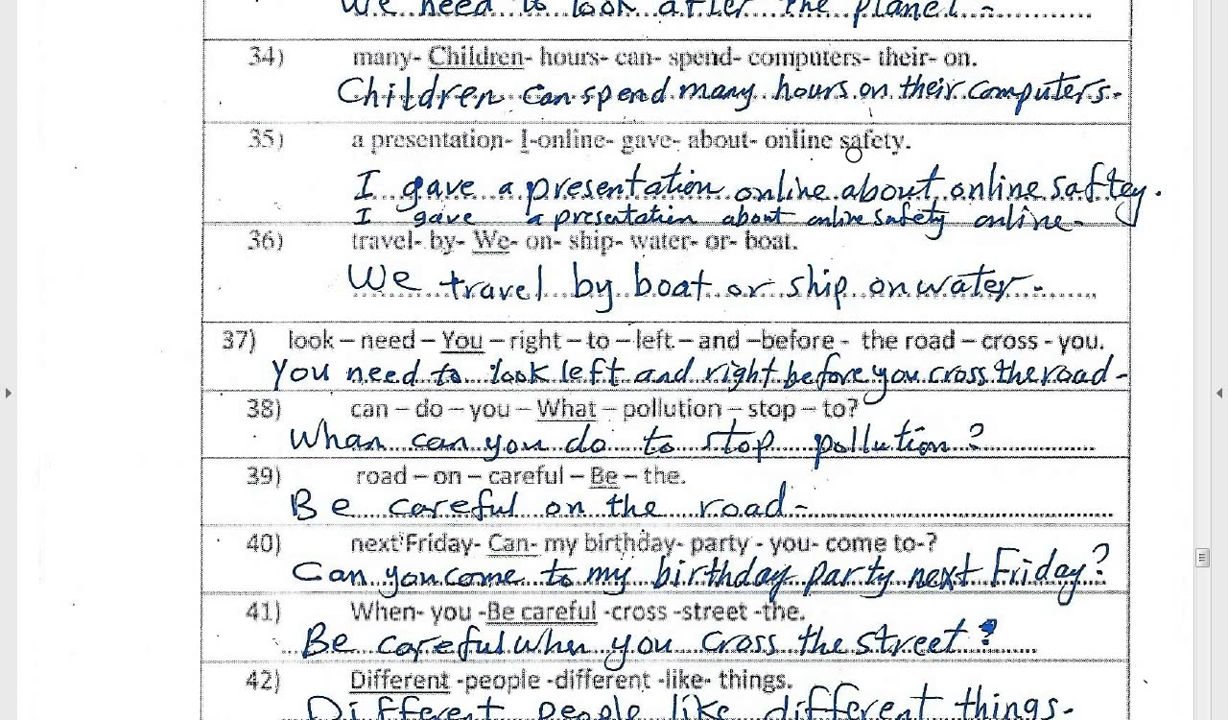 We need to look after the planet.
34) many- Children- hours- can- spend- computers- their- on.
Children can spend many hours on their computers.
35) a presentation- I-online- gave- about- online safety.
I gave a presentation online about online saftey.
I gave a presentation about online safety online.
36) travel- by- We- on- ship- water- or- boat.
We travel by boat or ship on water.
37) look – need – You – right – to – left – and –before - the road – cross - you.
You need to look left and right before you cross the road.
38) can – do – you – What – pollution – stop – to?
Whan can you do to stop pollution?
39) road – on – careful – Be – the.
Be careful on the road.
40) next Friday- Can- my birthday- party - you- come to-?
Can you come to my birthday party next Friday?
41) When- you -Be careful -cross -street -the.
Be careful when you cross the street?
42) Different -people -different -like- things.
Different people like different things.